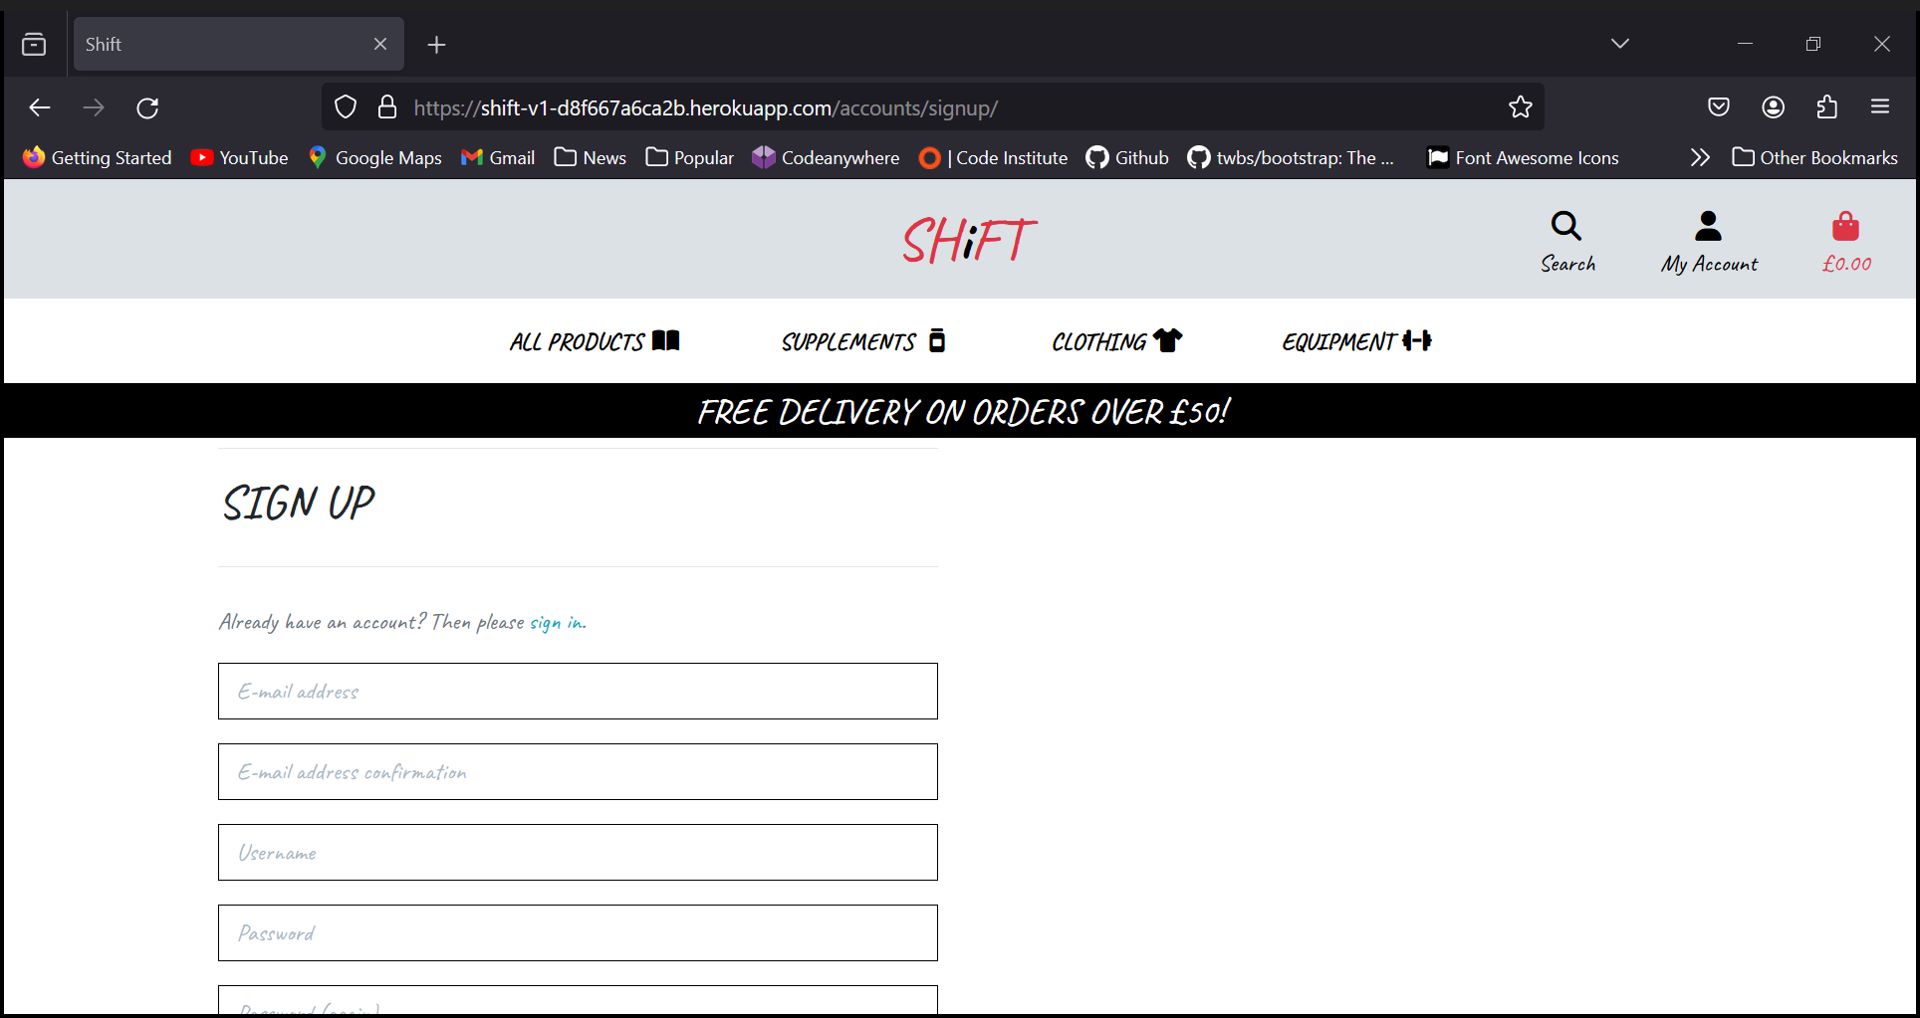 Shift
https://shift-v1-d8f667a6ca2b.herokuapp.com/accounts/signup/
Getting Started YouTube Google Maps Gmail News Popular Codeanywhere | Code Institute Github twbs/bootstrap: The ... Font Awesome Icons Other Bookmarks
SHiFT
Search My Account £0.00
ALL PRODUCTS SUPPLEMENTS CLOTHING EQUIPMENT
FREE DELIVERY ON ORDERS OVER £50!
SIGN UP
Already have an account? Then please sign in.
E-mail address
E-mail address confirmation
Username
Password
Password (again)